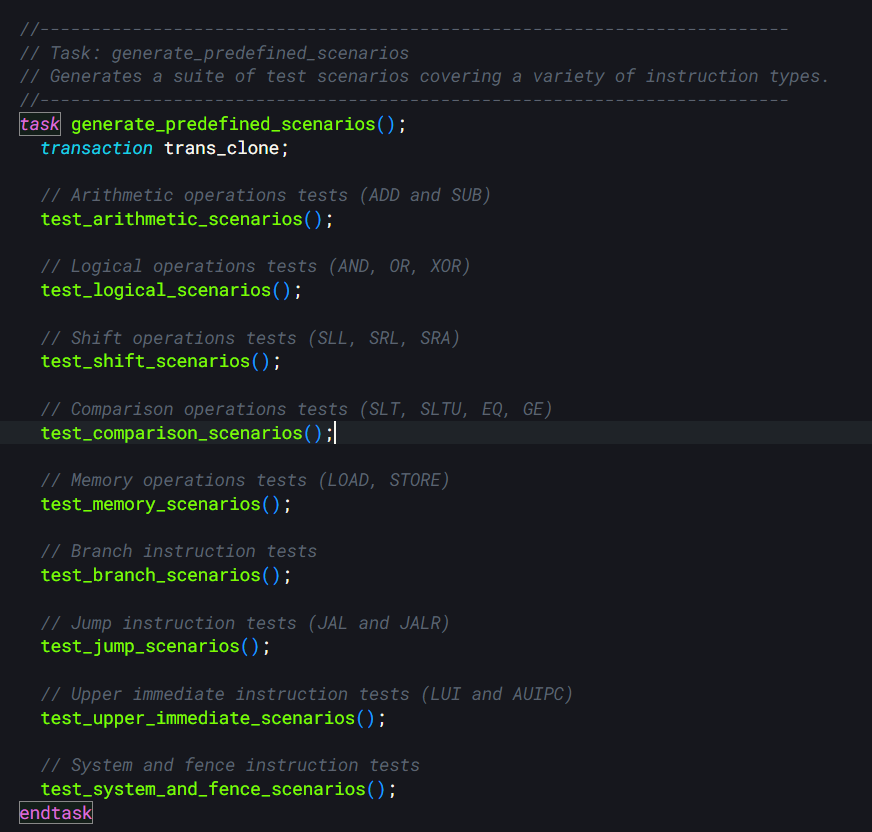 //-------------------------------------------------------------------------
// Task: generate_predefined_scenarios
// Generates a suite of test scenarios covering a variety of instruction types.
//-------------------------------------------------------------------------
task generate_predefined_scenarios();
  transaction trans_clone;

  // Arithmetic operations tests (ADD and SUB)
  test_arithmetic_scenarios();

  // Logical operations tests (AND, OR, XOR)
  test_logical_scenarios();

  // Shift operations tests (SLL, SRL, SRA)
  test_shift_scenarios();

  // Comparison operations tests (SLT, SLTU, EQ, GE)
  test_comparison_scenarios();

  // Memory operations tests (LOAD, STORE)
  test_memory_scenarios();

  // Branch instruction tests
  test_branch_scenarios();

  // Jump instruction tests (JAL and JALR)
  test_jump_scenarios();

  // Upper immediate instruction tests (LUI and AUIPC)
  test_upper_immediate_scenarios();

  // System and fence instruction tests
  test_system_and_fence_scenarios();
endtask